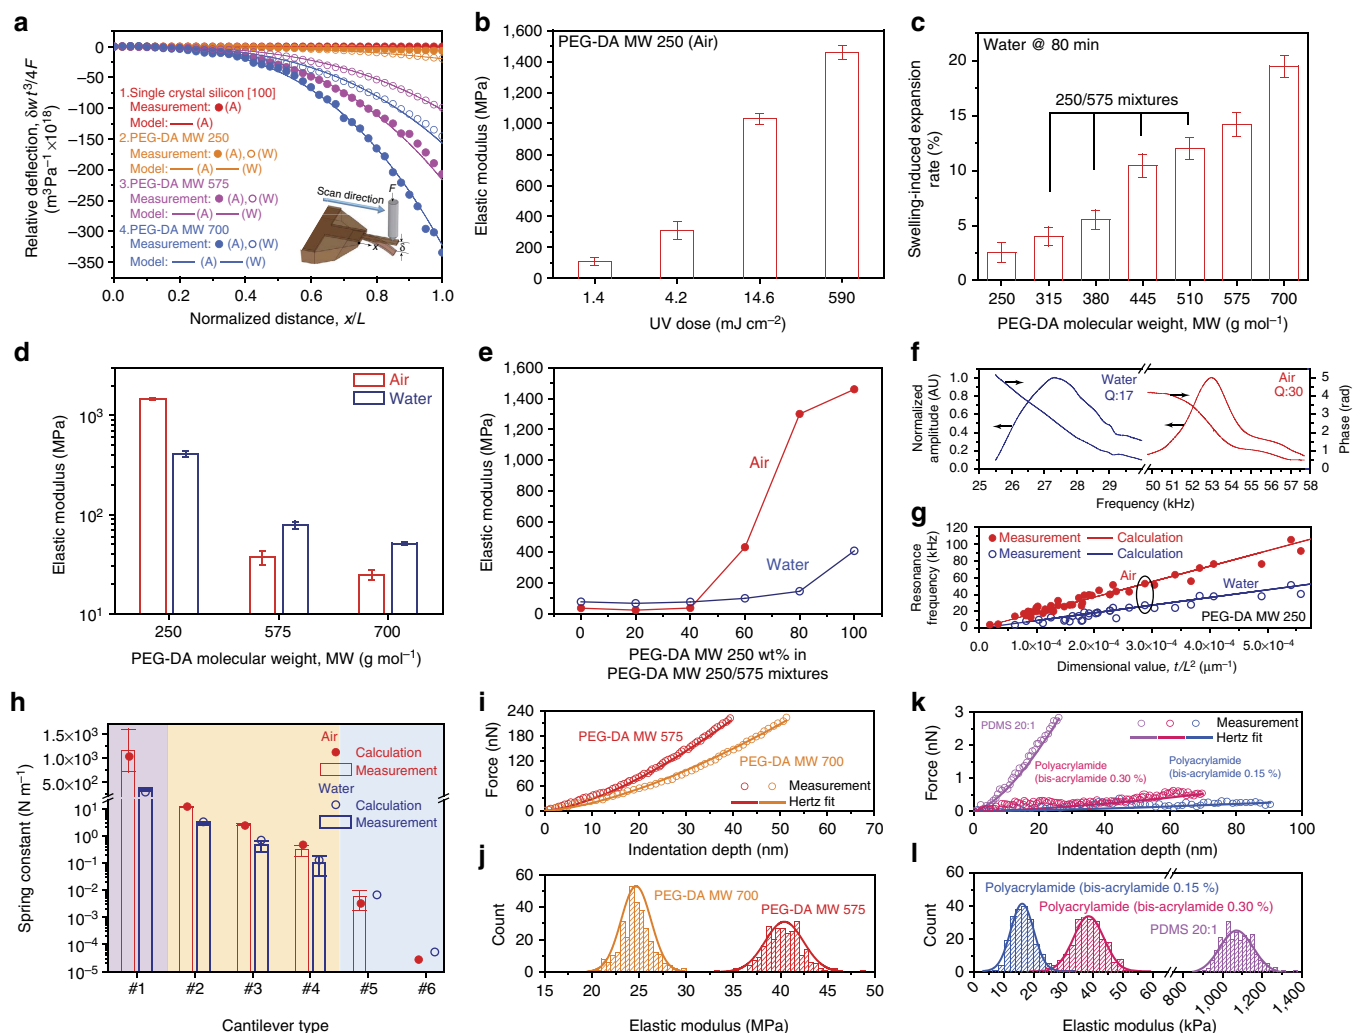 a
Relative deflection, δw t³/4F
(m³Pa⁻¹ ×10¹⁸)
0
−50
−100
−150
−200
−250
−300
−350
1.Single crystal silicon [100]
Measurement: (A)
Model: (A)
2.PEG-DA MW 250
Measurement: (A), (W)
Model: (A) (W)
3.PEG-DA MW 575
Measurement: (A), (W)
Model: (A) (W)
4.PEG-DA MW 700
Measurement: (A), (W)
Model: (A) (W)
Scan direction
F
x
δ
0.0 0.2 0.4 0.6 0.8 1.0
Normalized distance, x/L
b
PEG-DA MW 250 (Air)
Elastic modulus (MPa)
1,600
1,400
1,200
1,000
800
600
400
200
0
1.4 4.2 14.6 590
UV dose (mJ cm⁻²)
c
Water @ 80 min
250/575 mixtures
Swelling-induced expansion
rate (%)
20
15
10
5
0
250 315 380 445 510 575 700
PEG-DA molecular weight, MW (g mol⁻¹)
d
Air
Water
Elastic modulus (MPa)
10³
10²
10¹
250 575 700
PEG-DA molecular weight, MW (g mol⁻¹)
e
Elastic modulus (MPa)
1,600
1,400
1,200
1,000
800
600
400
200
0
Air
Water
0 20 40 60 80 100
PEG-DA MW 250 wt% in
PEG-DA MW 250/575 mixtures
f
Normalized
amplitude (AU)
1.0
0.8
0.6
0.4
0.2
0.0
Water
Q:17
Air
Q:30
5
4
3
2
1
0
Phase (rad)
25 26 27 28 29 50 51 52 53 54 55 56 57 58
Frequency (kHz)
g
Resonance
frequency (kHz)
120
100
80
60
40
20
0
Measurement Calculation
Measurement Calculation
Air
Water
PEG-DA MW 250
0.0 1.0×10⁻⁴ 2.0×10⁻⁴ 3.0×10⁻⁴ 4.0×10⁻⁴ 5.0×10⁻⁴
Dimensional value, t/L² (μm⁻¹)
h
Spring constant (N m⁻¹)
1.5×10³
1.0×10³
5.0×10²
10¹
10⁰
10⁻¹
10⁻²
10⁻³
10⁻⁴
10⁻⁵
Air
Calculation
Measurement
Water
Calculation
Measurement
#1 #2 #3 #4 #5 #6
Cantilever type
i
Force (nN)
240
180
120
60
0
PEG-DA MW 575
PEG-DA MW 700
Measurement
Hertz fit
0 10 20 30 40 50 60 70
Indentation depth (nm)
j
Count
60
40
20
0
PEG-DA MW 700
PEG-DA MW 575
15 20 25 30 35 40 45 50
Elastic modulus (MPa)
k
Force (nN)
3
2
1
0
PDMS 20:1
Measurement
Hertz fit
Polyacrylamide
(bis-acrylamide 0.30 %)
Polyacrylamide
(bis-acrylamide 0.15 %)
0 20 40 60 80 100
Indentation depth (nm)
l
Count
60
40
20
0
Polyacrylamide (bis-acrylamide 0.15 %)
Polyacrylamide (bis-acrylamide 0.30 %)
PDMS 20:1
0 10 20 30 40 50 60 800 1,000 1,200 1,400
Elastic modulus (kPa)